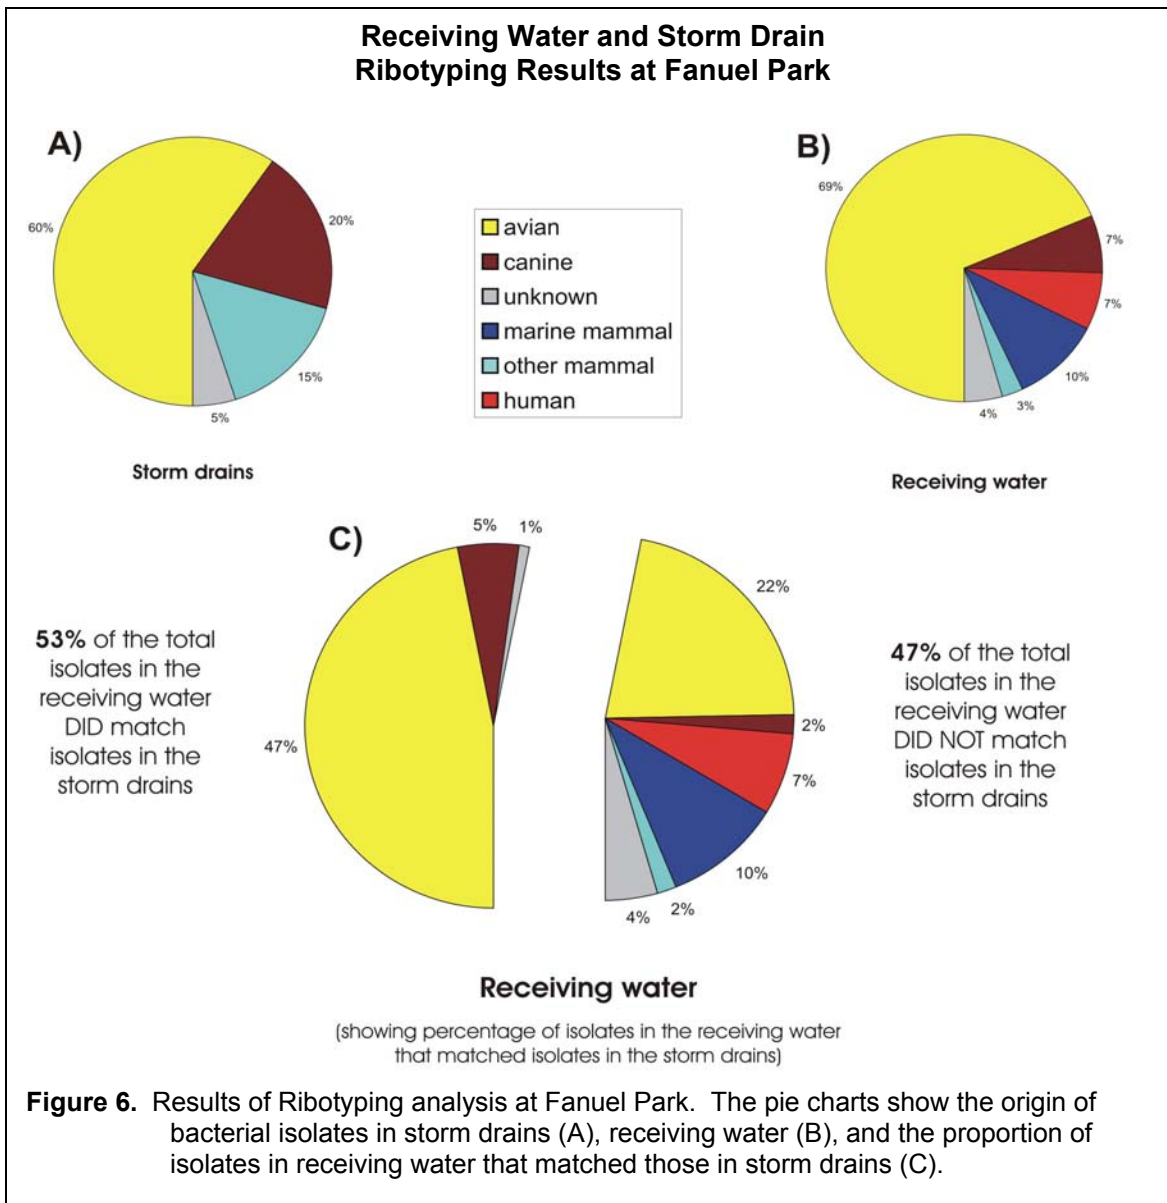 Receiving Water and Storm Drain
Ribotyping Results at Fanuel Park
A)
60%
20%
15%
5%
Storm drains
avian
canine
unknown
marine mammal
other mammal
human
B)
69%
7%
7%
10%
3%
4%
Receiving water
C)
5%
1%
47%
53% of the total
isolates in the
receiving water
DID match
isolates in the
storm drains
22%
2%
7%
10%
2%
4%
47% of the total
isolates in the
receiving water
DID NOT match
isolates in the
storm drains
Receiving water
(showing percentage of isolates in the receiving water
that matched isolates in the storm drains)
Figure 6. Results of Ribotyping analysis at Fanuel Park. The pie charts show the origin of
bacterial isolates in storm drains (A), receiving water (B), and the proportion of
isolates in receiving water that matched those in storm drains (C).